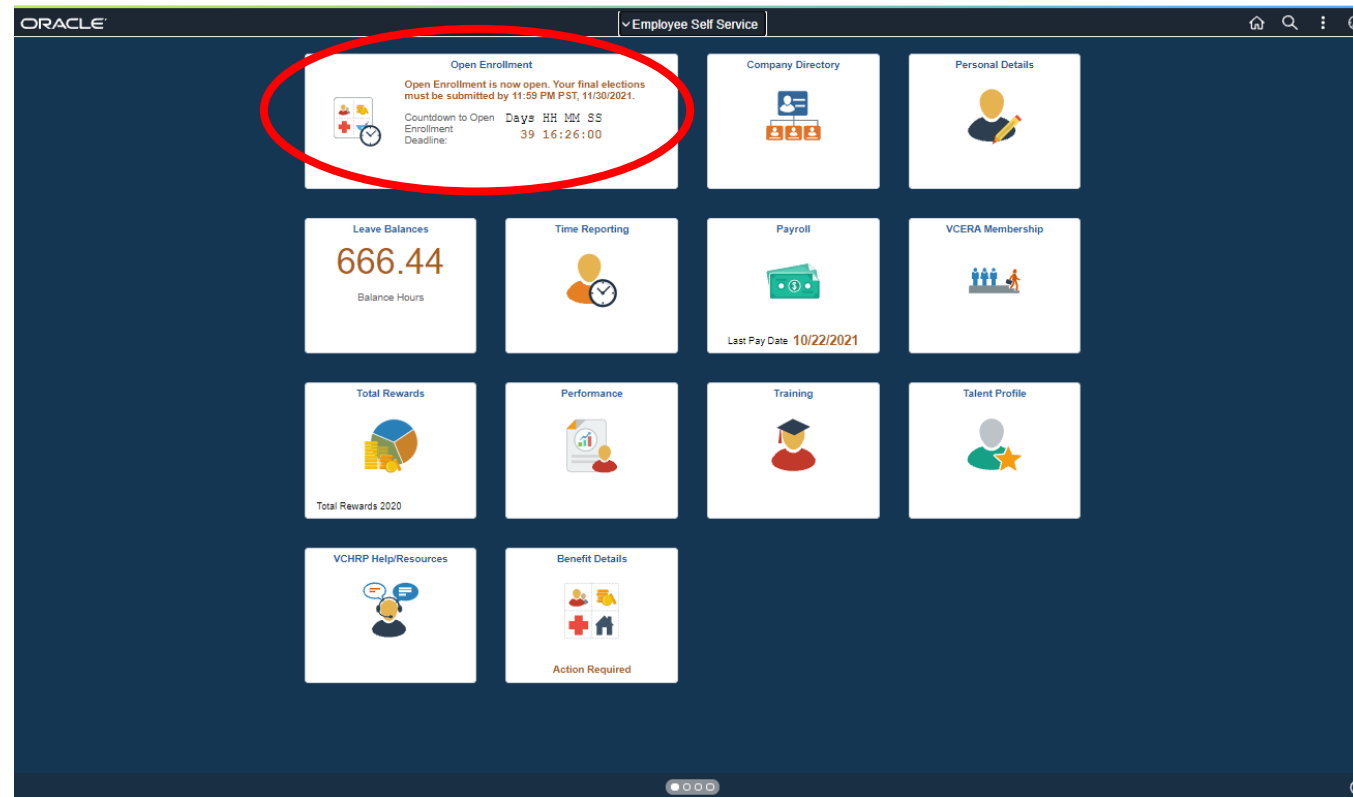 ORACLE
Employee Self Service
Open Enrollment
Open Enrollment is now open. Your final elections
must be submitted by 11:59 PM PST, 11/30/2021.
Countdown to Open
Enrollment
Deadline:
Days HH MM SS
39 16:26:00
Company Directory
Personal Details
Leave Balances
666.44
Balance Hours
Time Reporting
Payroll
Last Pay Date 10/22/2021
VCERA Membership
Total Rewards
Total Rewards 2020
Performance
Training
Talent Profile
VCHRP Help/Resources
Benefit Details
Action Required